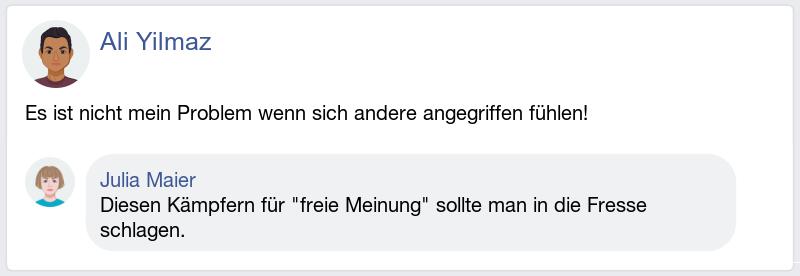 Ali Yilmaz
Es ist nicht mein Problem wenn sich andere angegriffen fühlen!
Julia Maier
Diesen Kämpfern für "freie Meinung" sollte man in die Fresse
schlagen.